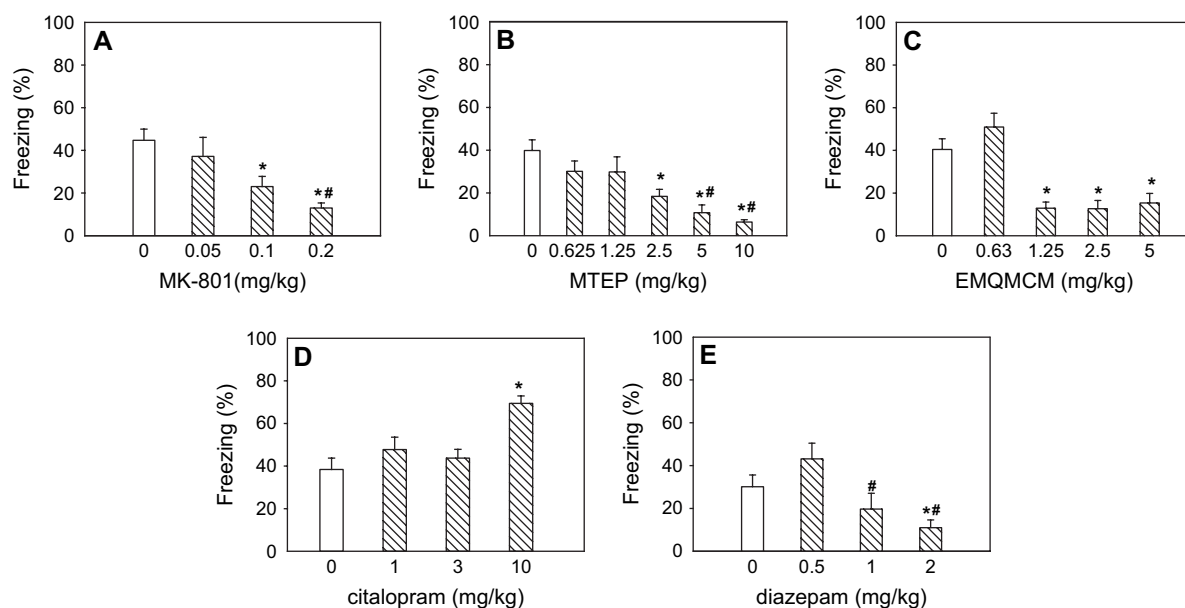 A
Freezing (%)
100
80
60
40
20
0
*
*#
0 0.05 0.1 0.2
MK-801(mg/kg)
B
Freezing (%)
100
80
60
40
20
0
*
*#
*#
0 0.625 1.25 2.5 5 10
MTEP (mg/kg)
C
Freezing (%)
100
80
60
40
20
0
* * *
0 0.63 1.25 2.5 5
EMQMCM (mg/kg)
D
Freezing (%)
100
80
60
40
20
0
*
0 1 3 10
citalopram (mg/kg)
E
Freezing (%)
100
80
60
40
20
0
#
*#
0 0.5 1 2
diazepam (mg/kg)